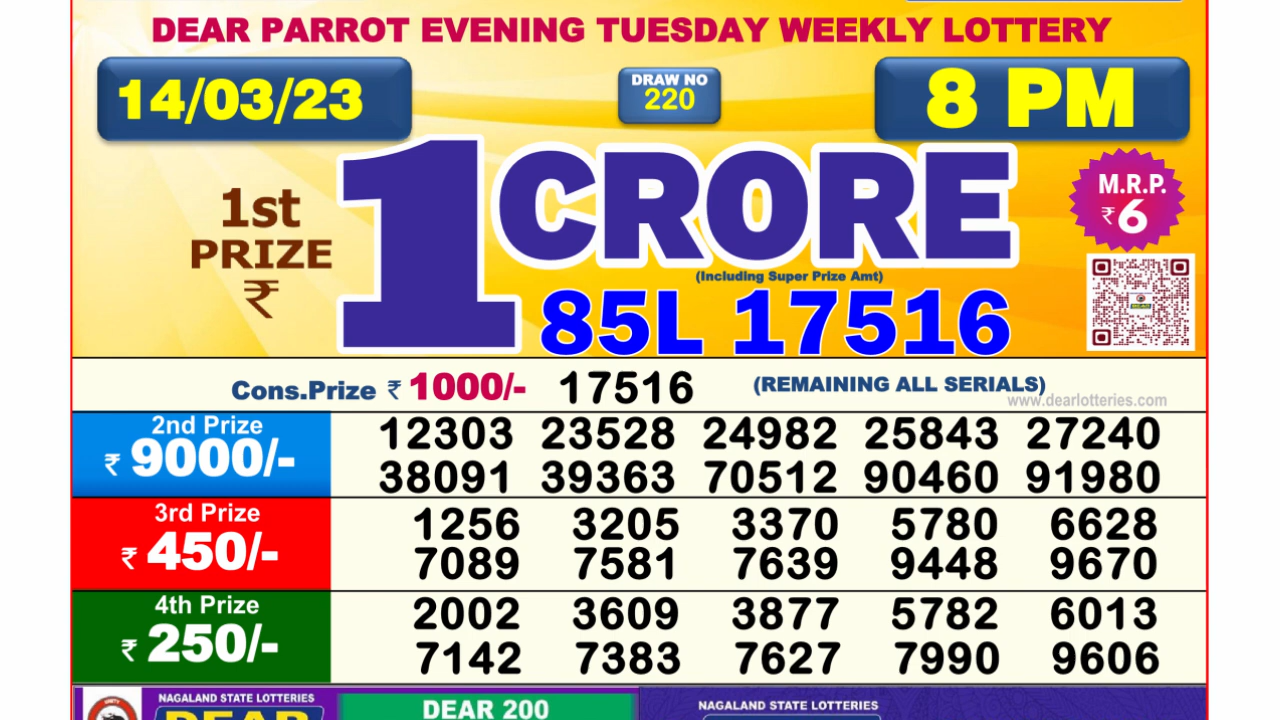 DEAR PARROT EVENING TUESDAY WEEKLY LOTTERY
14/03/23
DRAW NO
220
8 PM
1st
PRIZE
₹
1 CRORE
(Including Super Prize Amt)
85L 17516
M.R.P.
₹ 6
Cons.Prize ₹ 1000/- 17516 (REMAINING ALL SERIALS)
www.dearlotteries.com
2nd Prize
₹ 9000/-
12303 23528 24982 25843 27240
38091 39363 70512 90460 91980
3rd Prize
₹ 450/-
1256 3205 3370 5780 6628
7089 7581 7639 9448 9670
4th Prize
₹ 250/-
2002 3609 3877 5782 6013
7142 7383 7627 7990 9606
NAGALAND STATE LOTTERIES
DEAR
DEAR 200
NAGALAND STATE LOTTERIES